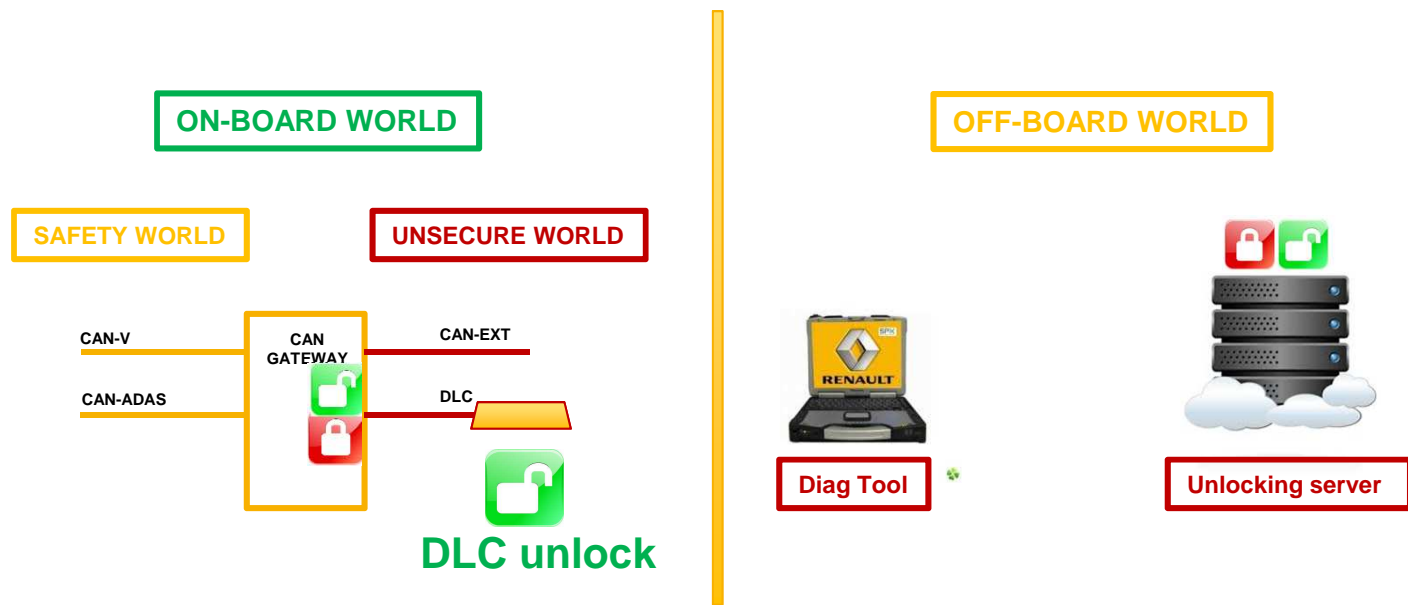 ON-BOARD WORLD
OFF-BOARD WORLD
SAFETY WORLD
UNSECURE WORLD
CAN-V
CAN
GATEWAY
CAN-EXT
CAN-ADAS
DLC
RENAULT
Diag Tool
Unlocking server
DLC unlock